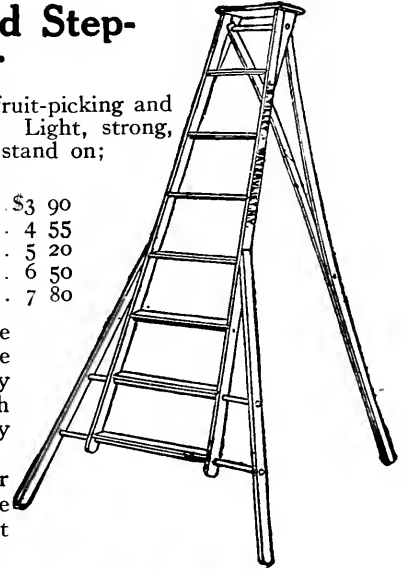 d Step-
fruit-picking and
Light, strong,
stand on;
. $3 90
. 4 55
. 5 20
. 6 50
. 7 80
e
e
y
h
y
r
e
t